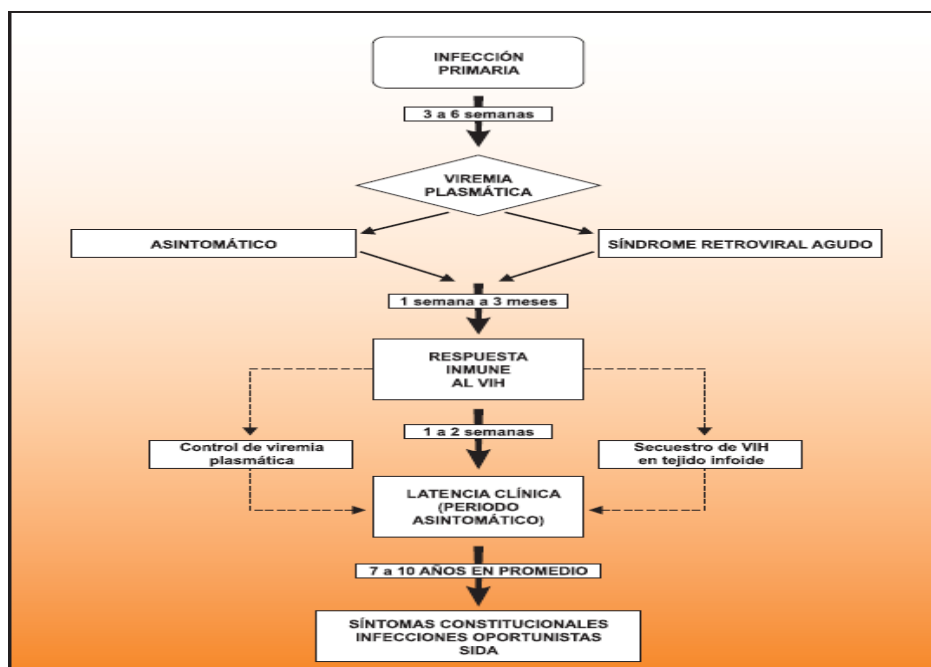 INFECCIÓN
PRIMARIA
3 a 6 semanas
VIREMIA
PLASMÁTICA
ASINTOMÁTICO
SÍNDROME RETROVIRAL AGUDO
1 semana a 3 meses
RESPUESTA
INMUNE
AL VIH
1 a 2 semanas
Control de viremia
plasmática
Secuestro de VIH
en tejido infoide
LATENCIA CLÍNICA
(PERIODO
ASINTOMÁTICO)
7 a 10 AÑOS EN PROMEDIO
SÍNTOMAS CONSTITUCIONALES
INFECCIONES OPORTUNISTAS
SIDA